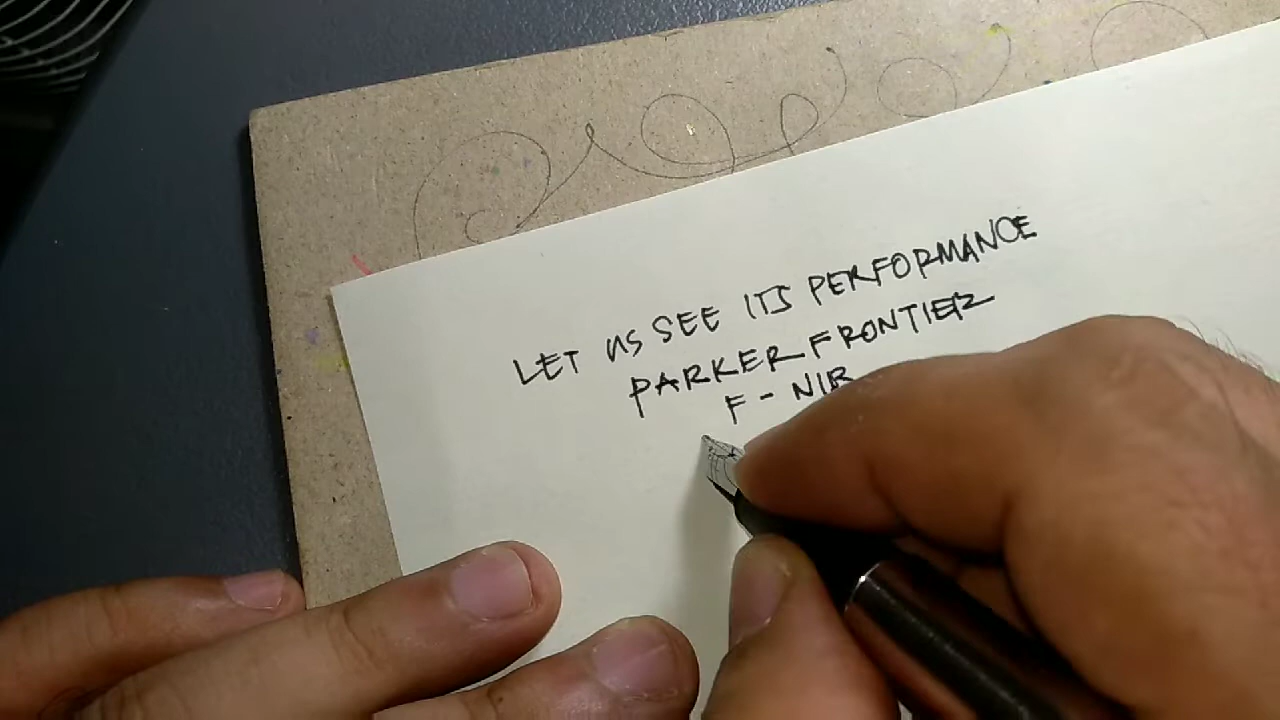 LET US SEE ITS PERFORMANCE
PARKER FRONTIER
F - NIB